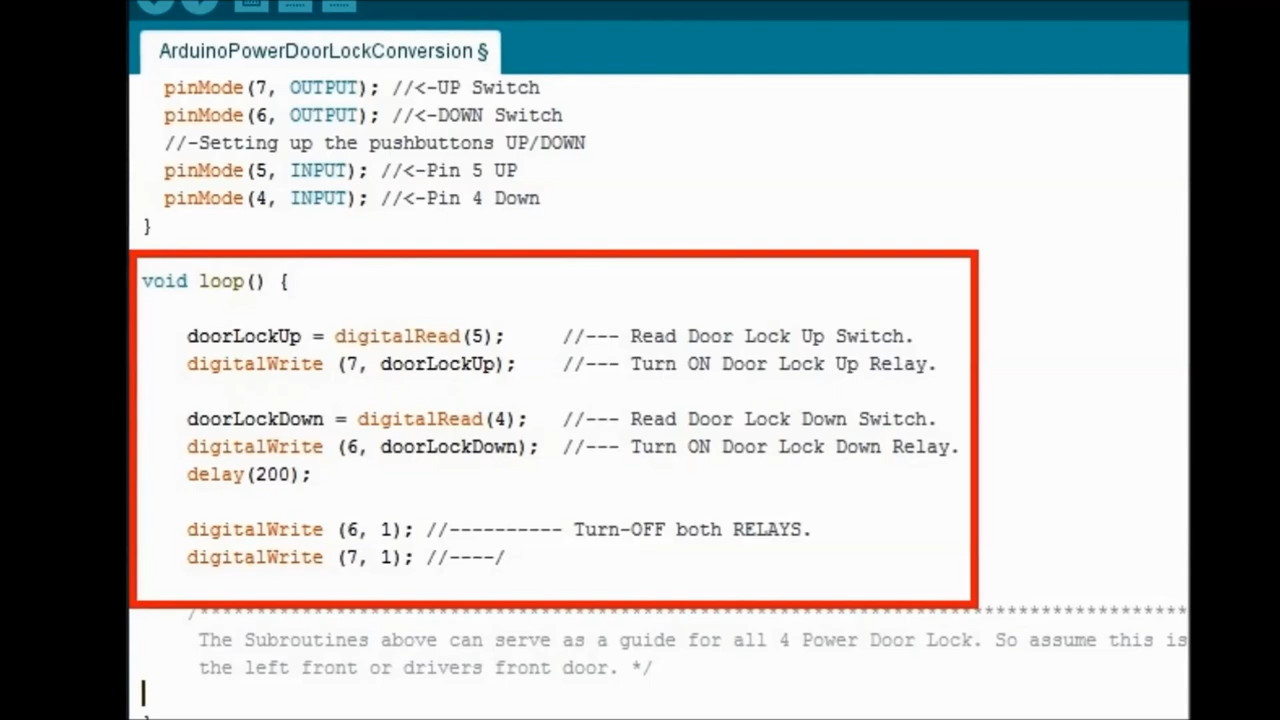 ArduinoPowerDoorLockConversion §
pinMode(7, OUTPUT); //<-UP Switch
pinMode(6, OUTPUT); //<-DOWN Switch
//-Setting up the pushbuttons UP/DOWN
pinMode(5, INPUT); //<-Pin 5 UP
pinMode(4, INPUT); //<-Pin 4 Down
}
void loop() {
doorLockUp = digitalRead(5); //--- Read Door Lock Up Switch.
digitalWrite (7, doorLockUp); //--- Turn ON Door Lock Up Relay.
doorLockDown = digitalRead(4); //--- Read Door Lock Down Switch.
digitalWrite (6, doorLockDown); //--- Turn ON Door Lock Down Relay.
delay(200);
digitalWrite (6, 1); //---------- Turn-OFF both RELAYS.
digitalWrite (7, 1); //----/
/****************************************************************************************
The Subroutines above can serve as a guide for all 4 Power Door Lock. So assume this is
the left front or drivers front door. */